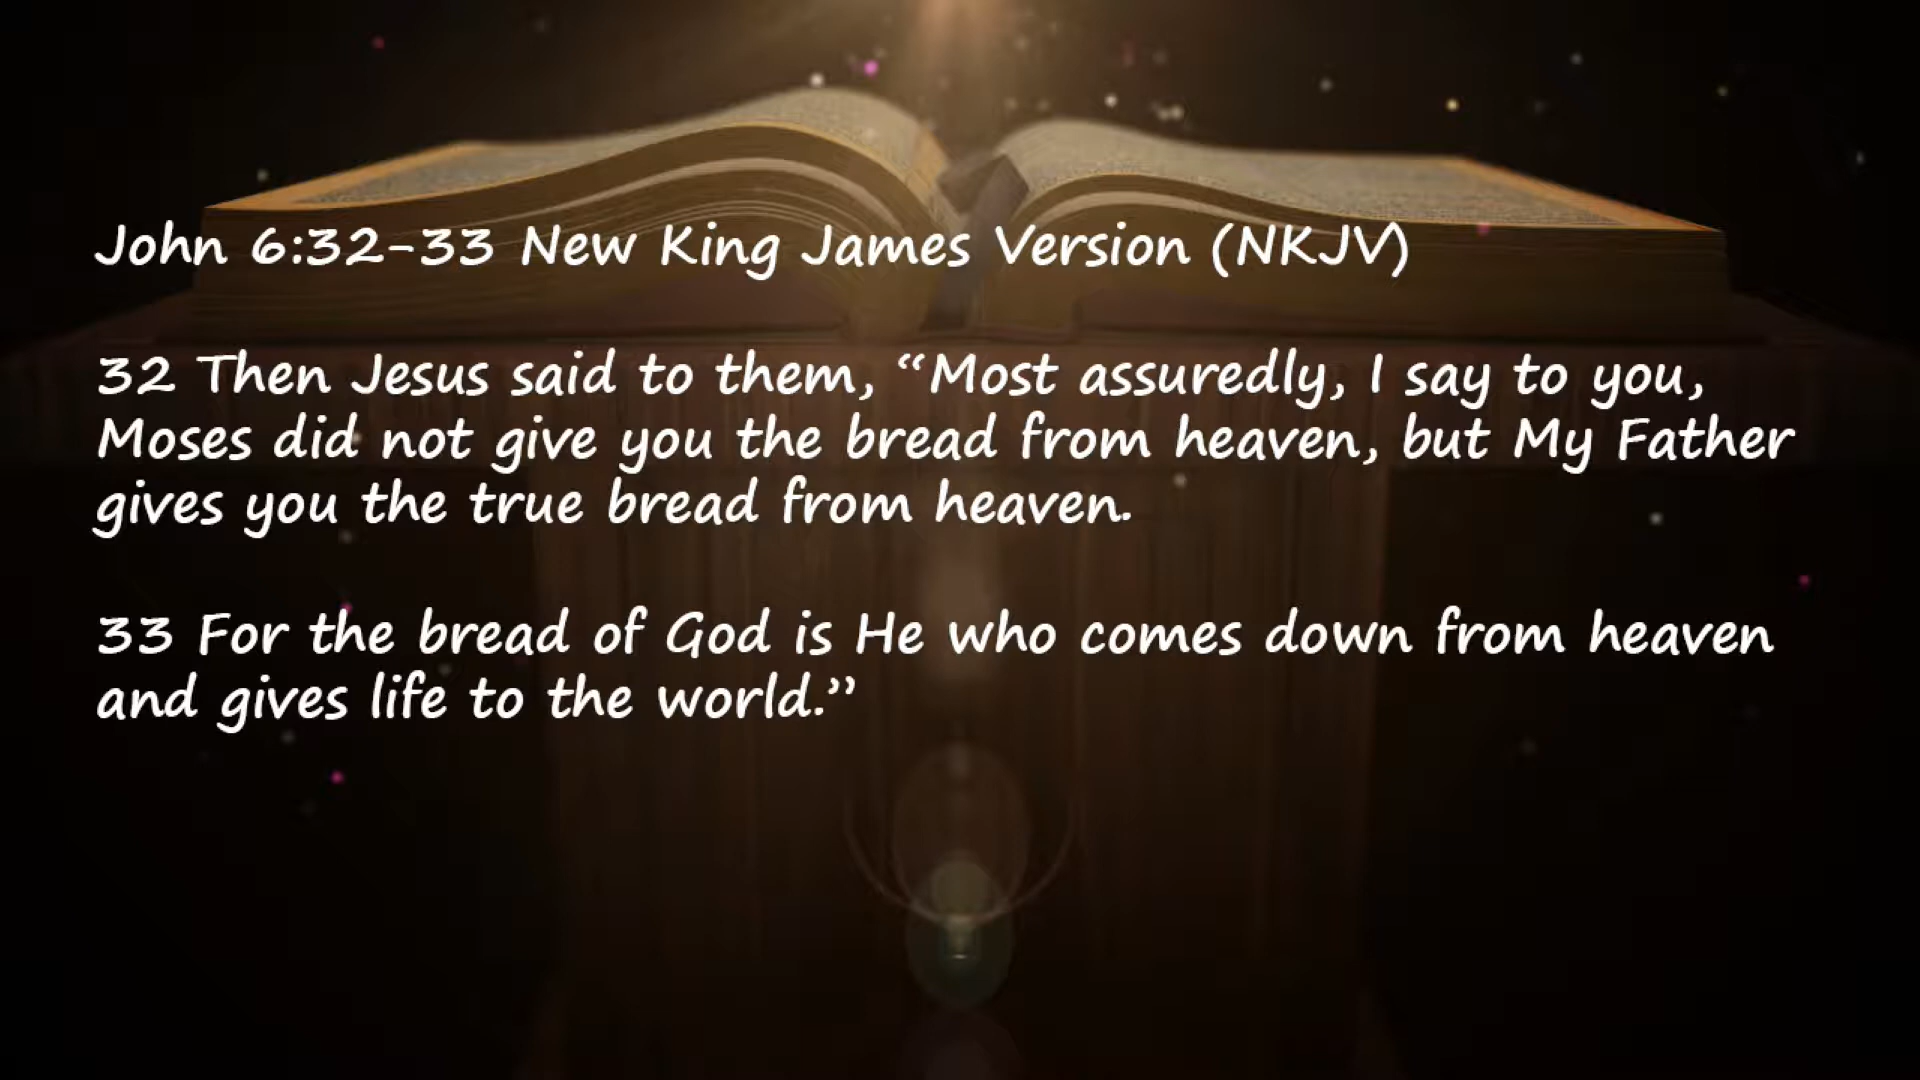 John 6:32-33 New King James Version (NKJV)
32 Then Jesus said to them, “Most assuredly, I say to you,
Moses did not give you the bread from heaven, but My Father
gives you the true bread from heaven.
33 For the bread of God is He who comes down from heaven
and gives life to the world.”